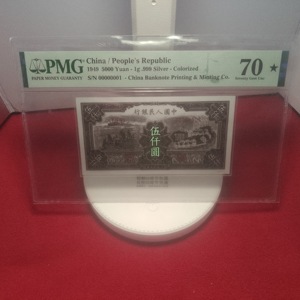 PMG
PAPER MONEY GUARANTY
China / People's Republic
1949 5000 Yuan - 1g .999 Silver - Colorized
S/N 00000001 - China Banknote Printing & Minting Co.
70 ★
中國人民銀行
伍仟圓